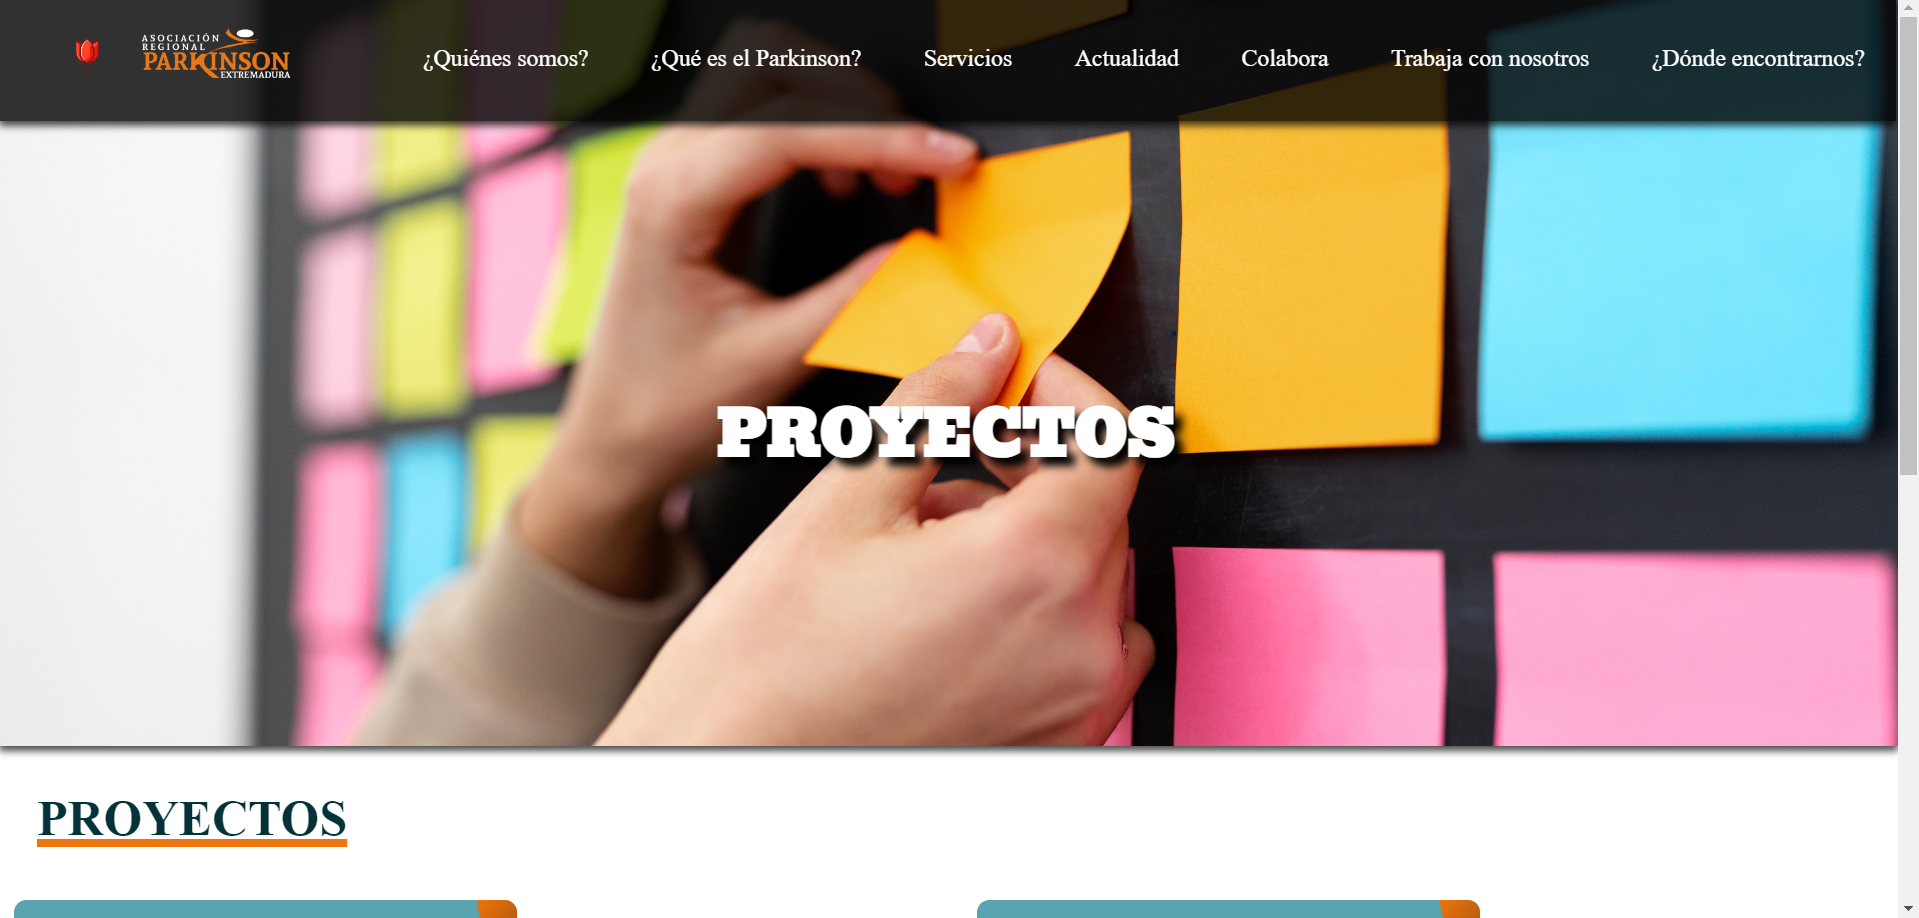 ASOCIACIÓN
REGIONAL
PARKINSON
EXTREMADURA
¿Quiénes somos?
¿Qué es el Parkinson?
Servicios
Actualidad
Colabora
Trabaja con nosotros
¿Dónde encontrarnos?
PROYECTOS
PROYECTOS